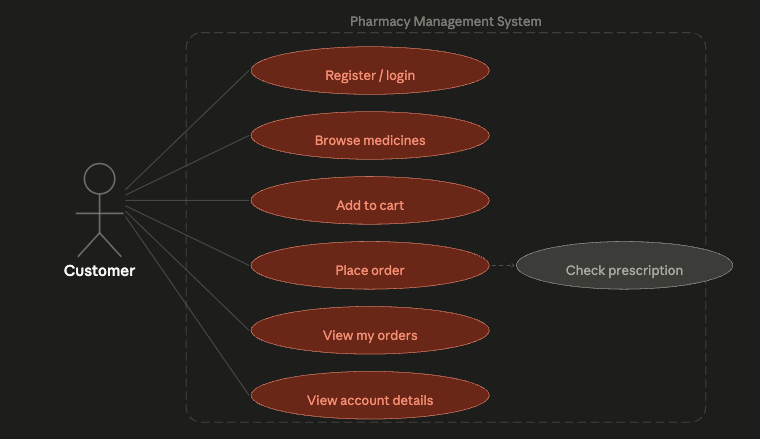 Pharmacy Management System
Register / login
Browse medicines
Add to cart
Place order
Check prescription
Customer
View my orders
View account details